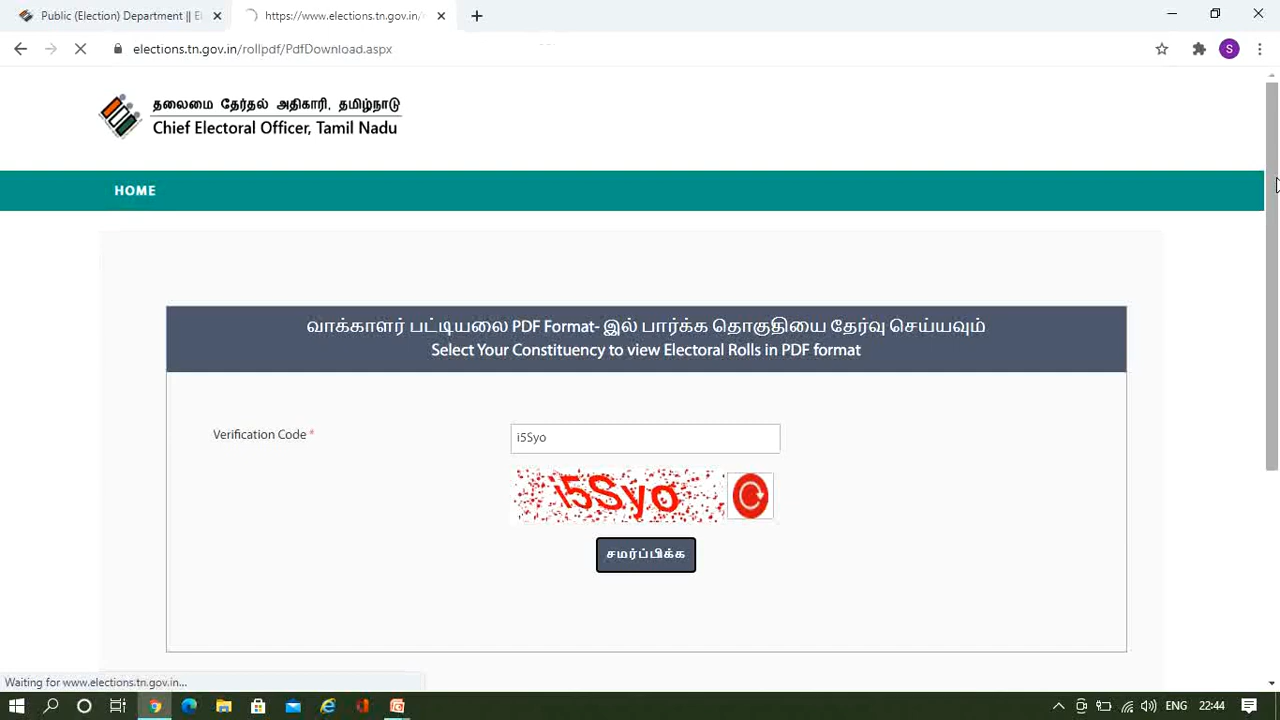 Public (Election) Department || E
https://www.elections.tn.gov.in/r
elections.tn.gov.in/rollpdf/PdfDownload.aspx
S
தலைமை தேர்தல் அதிகாரி, தமிழ்நாடு
Chief Electoral Officer, Tamil Nadu
HOME
வாக்காளர் பட்டியலை PDF Format- இல் பார்க்க தொகுதியை தேர்வு செய்யவும்
Select Your Constituency to view Electoral Rolls in PDF format
Verification Code *
i5Syo
i5Syo
சமர்ப்பிக்க
Waiting for www.elections.tn.gov.in...
ENG
22:44